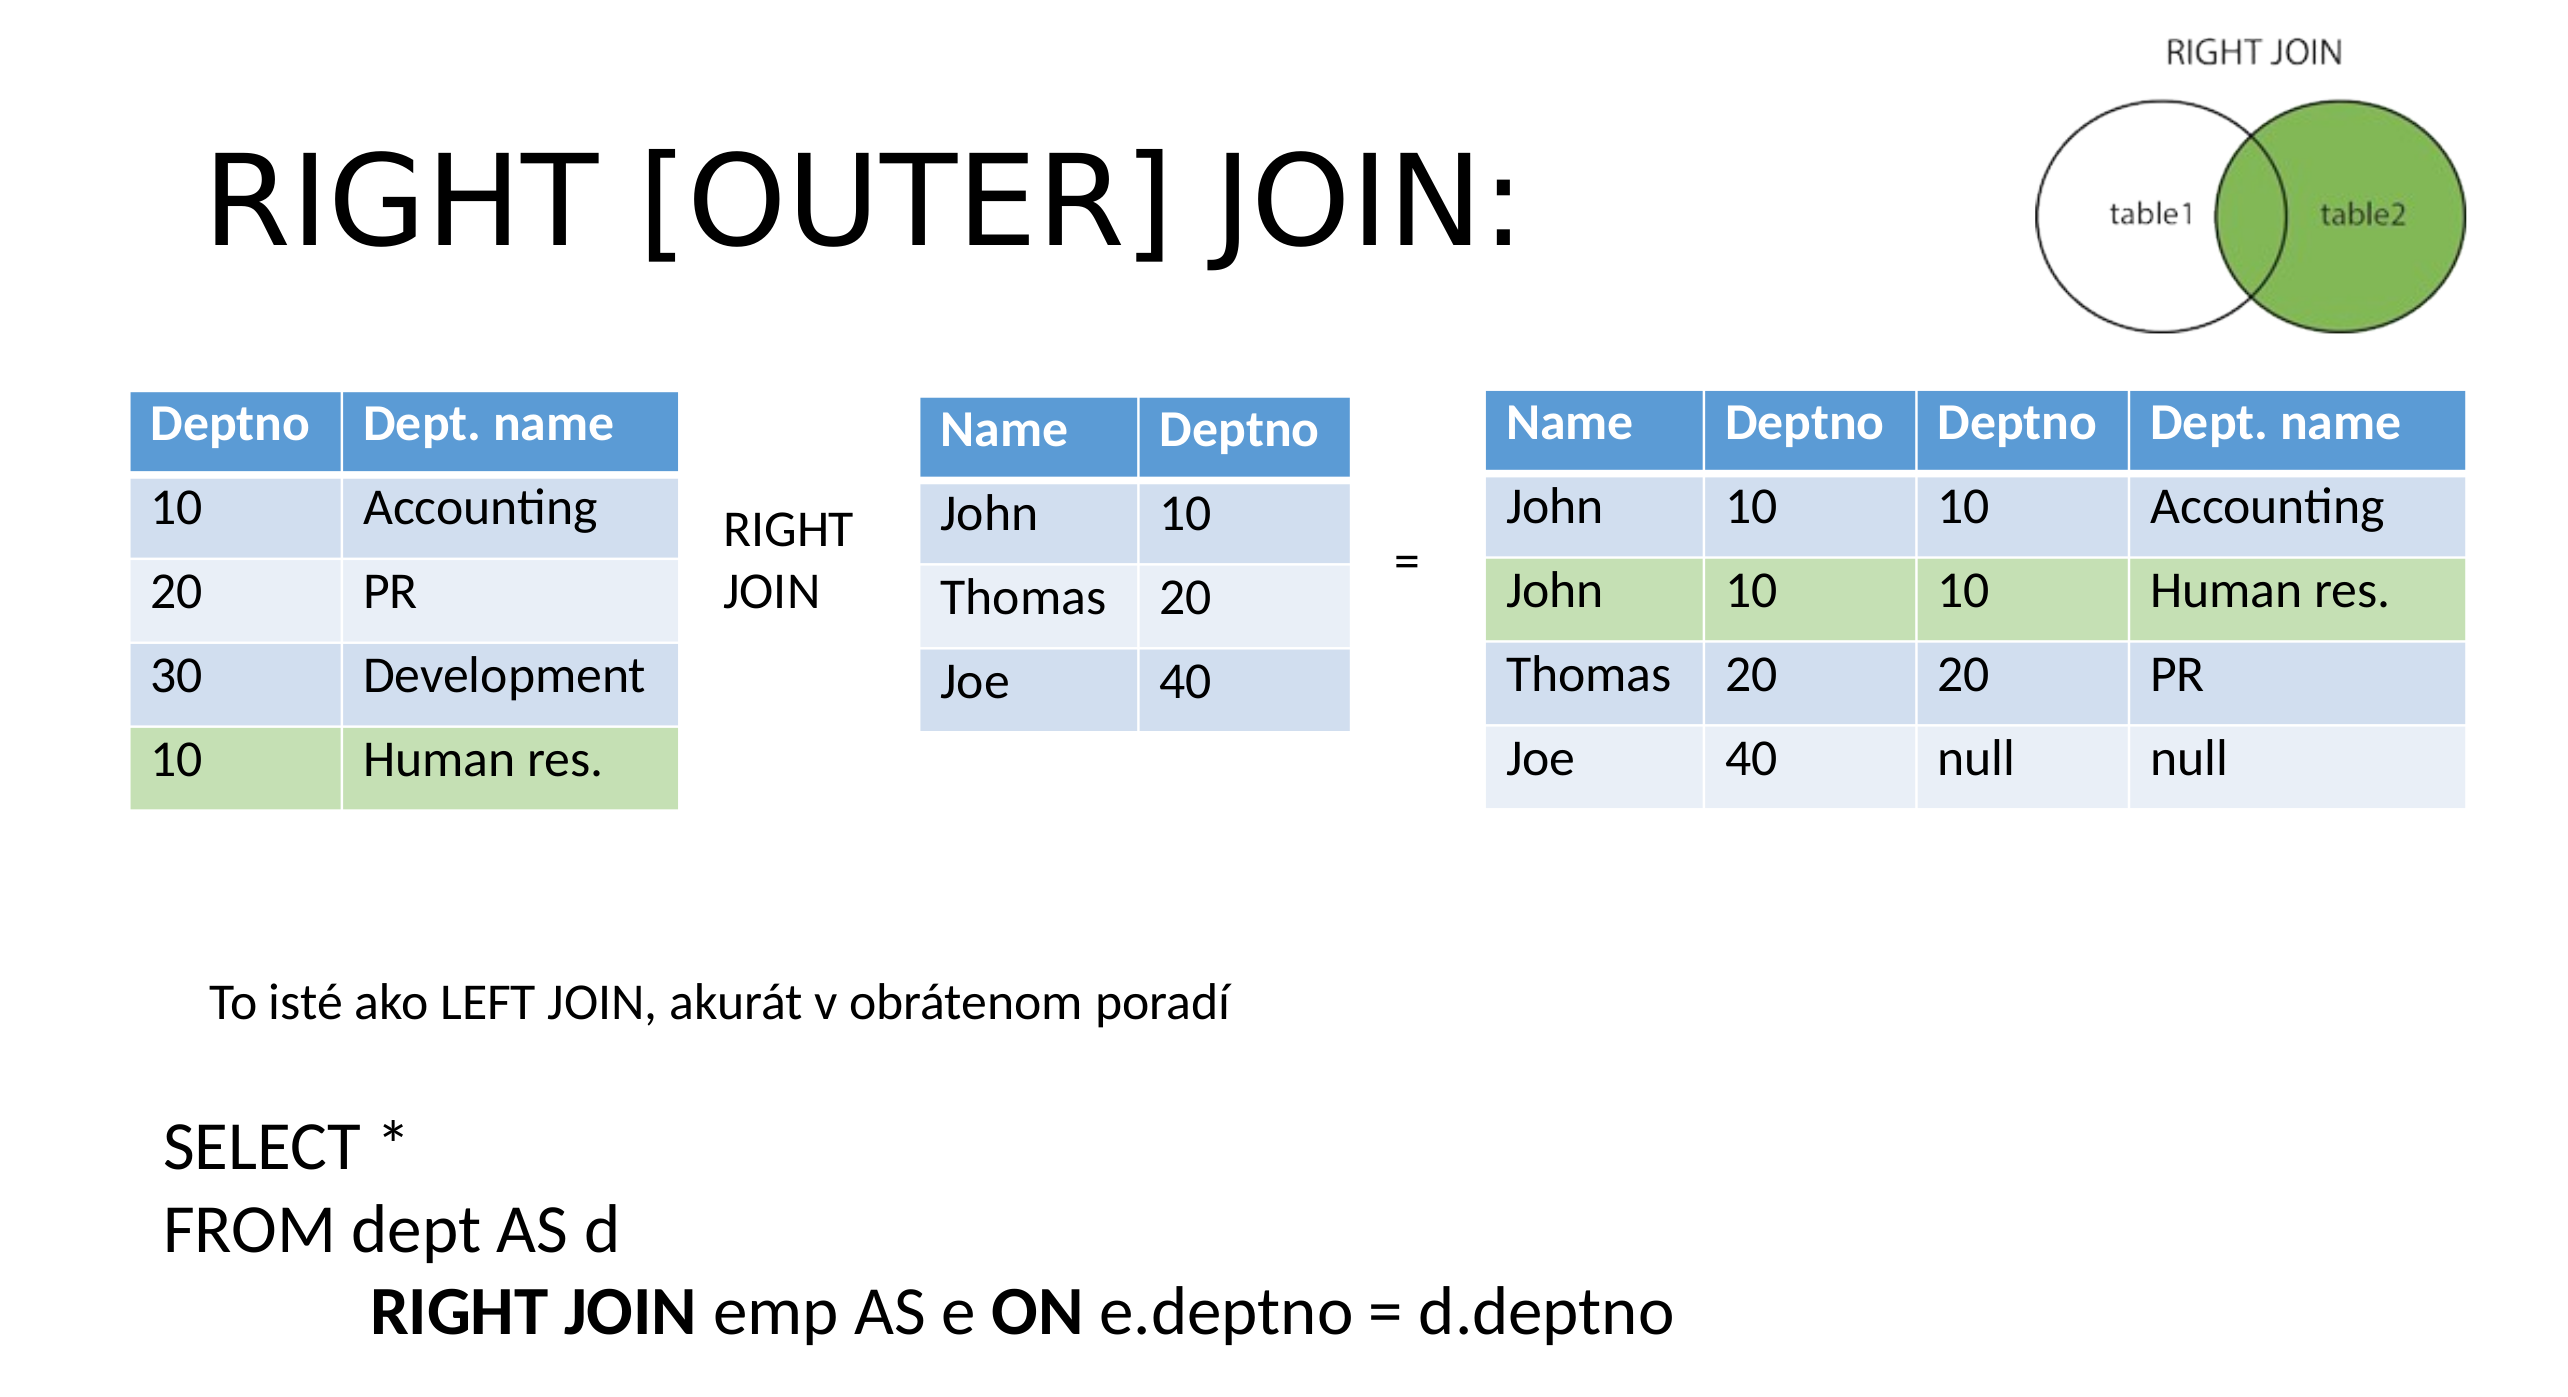 RIGHT JOIN
table1 table2
RIGHT [OUTER] JOIN:
Deptno Dept. name
10 Accounting
20 PR
30 Development
10 Human res.
RIGHT
JOIN
Name Deptno
John 10
Thomas 20
Joe 40
=
Name Deptno Deptno Dept. name
John 10 10 Accounting
John 10 10 Human res.
Thomas 20 20 PR
Joe 40 null null
To isté ako LEFT JOIN, akurát v obrátenom poradí
SELECT *
FROM dept AS d
RIGHT JOIN emp AS e ON e.deptno = d.deptno